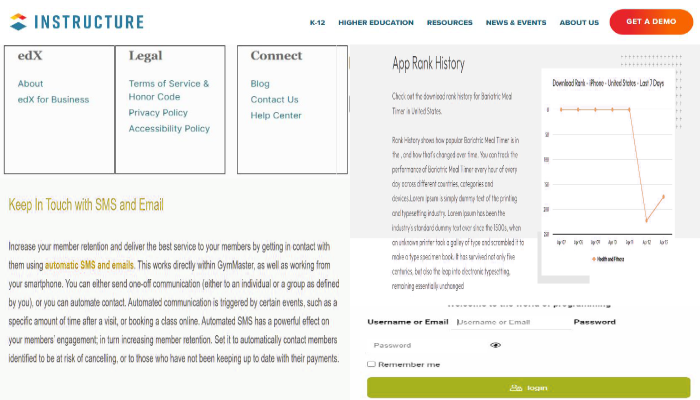 INSTRUCTURE
K-12 HIGHER EDUCATION RESOURCES NEWS & EVENTS ABOUT US GET A DEMO
edX
About
edX for Business
Legal
Terms of Service &
Honor Code
Privacy Policy
Accessibility Policy
Connect
Blog
Contact Us
Help Center
App Rank History
Check out the download rank history for Bariatric Meal
Timer in United States.
Rank History shows how popular Bariatric Meal Timer is in
the , and how that's changed over time. You can track the
performance of Bariatric Meal Timer every hour of every
day across different countries, categories and
devices.Lorem Ipsum is simply dummy text of the printing
and typesetting industry. Lorem Ipsum has been the
industry's standard dummy text ever since the 1500s, when
an unknown printer took a galley of type and scrambled it to
make a type specimen book. It has survived not only five
centuries, but also the leap into electronic typesetting,
remaining essentially unchanged
Download Rank - iPhone - United States - Last 7 Days
Health and Fitness
Keep In Touch with SMS and Email
Increase your member retention and deliver the best service to your members by getting in contact with
them using automatic SMS and emails. This works directly within GymMaster, as well as working from
your smartphone. You can either send one-off communication (either to an individual or a group as defined
by you), or you can automate contact. Automated communication is triggered by certain events, such as a
specific amount of time after a visit, or booking a class online. Automated SMS has a powerful effect on
your members' engagement; in turn increasing member retention. Set it to automatically contact members
identified to be at risk of cancelling, or to those who have not been keeping up to date with their payments.
Welcome to the world of programming
Username or Email Username or Email Password
Password
Remember me
login